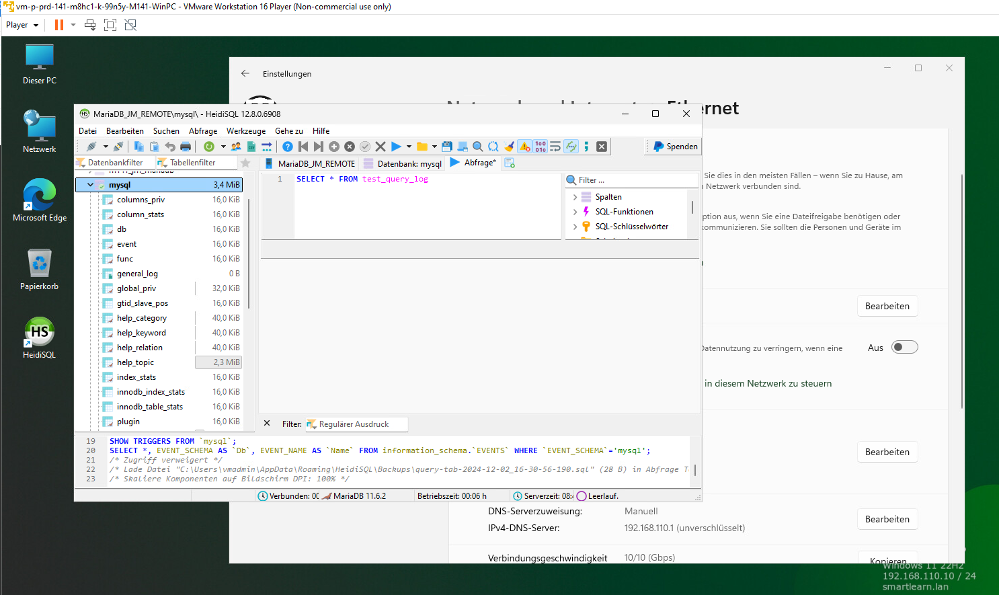 vm-p-prd-141-m8hc1-k-99n5y-M141-WinPC - VMware Workstation 16 Player (Non-commercial use only)
Player
Dieser PC
Netzwerk
Microsoft Edge
Papierkorb
HS
HeidiSQL
Einstellungen
Ethernet
MariaDB_JM_REMOTE\mysql\ - HeidiSQL 12.8.0.6908
Datei Bearbeiten Suchen Abfrage Werkzeuge Gehe zu Hilfe
Spenden
Datenbankfilter Tabellenfilter
MariaDB_JM_REMOTE Datenbank: mysql Abfrage*
mysql 3,4 MiB
columns_priv 16,0 KiB
column_stats 16,0 KiB
db 16,0 KiB
event 16,0 KiB
func 16,0 KiB
general_log 0 B
global_priv 32,0 KiB
gtid_slave_pos 16,0 KiB
help_category 40,0 KiB
help_keyword 40,0 KiB
help_relation 40,0 KiB
help_topic 2,3 MiB
index_stats 16,0 KiB
innodb_index_stats 16,0 KiB
innodb_table_stats 16,0 KiB
plugin 16,0 KiB
1 SELECT * FROM test_query_log
Filter ...
Spalten
SQL-Funktionen
SQL-Schlüsselwörter
Filter: Regulärer Ausdruck
19 SHOW TRIGGERS FROM `mysql`;
20 SELECT *, EVENT_SCHEMA AS `Db`, EVENT_NAME AS `Name` FROM information_schema.`EVENTS` WHERE `EVENT_SCHEMA`='mysql';
21 /* Zugriff verweigert */
22 /* Lade Datei "C:\Users\vmadmin\AppData\Roaming\HeidiSQL\Backups\query-tab-2024-12-02_16-30-56-190.sql" (28 B) in Abfrage
23 /* Skaliere Komponenten auf Bildschirm DPI: 100% */
Verbunden: 00 MariaDB 11.6.2 Betriebszeit: 00:06 h Serverzeit: 08:4 Leerlauf.
Sie dies in den meisten Fällen – wenn Sie zu Hause, am
Netzwerk verbunden sind.
ption aus, wenn Sie eine Dateifreigabe benötigen oder
kommunizieren. Sie sollten die Personen und Geräte im
Bearbeiten
Datennutzung zu verringern, wenn eine
Aus
in diesem Netzwerk zu steuern
Bearbeiten
DNS-Serverzuweisung: Manuell
IPv4-DNS-Server: 192.168.110.1 (unverschlüsselt)
Bearbeiten
Verbindungsgeschwindigkeit 10/10 (Gbps)
Kopieren
Windows 11 22H2
192.168.110.10 / 24
smartlearn.lan